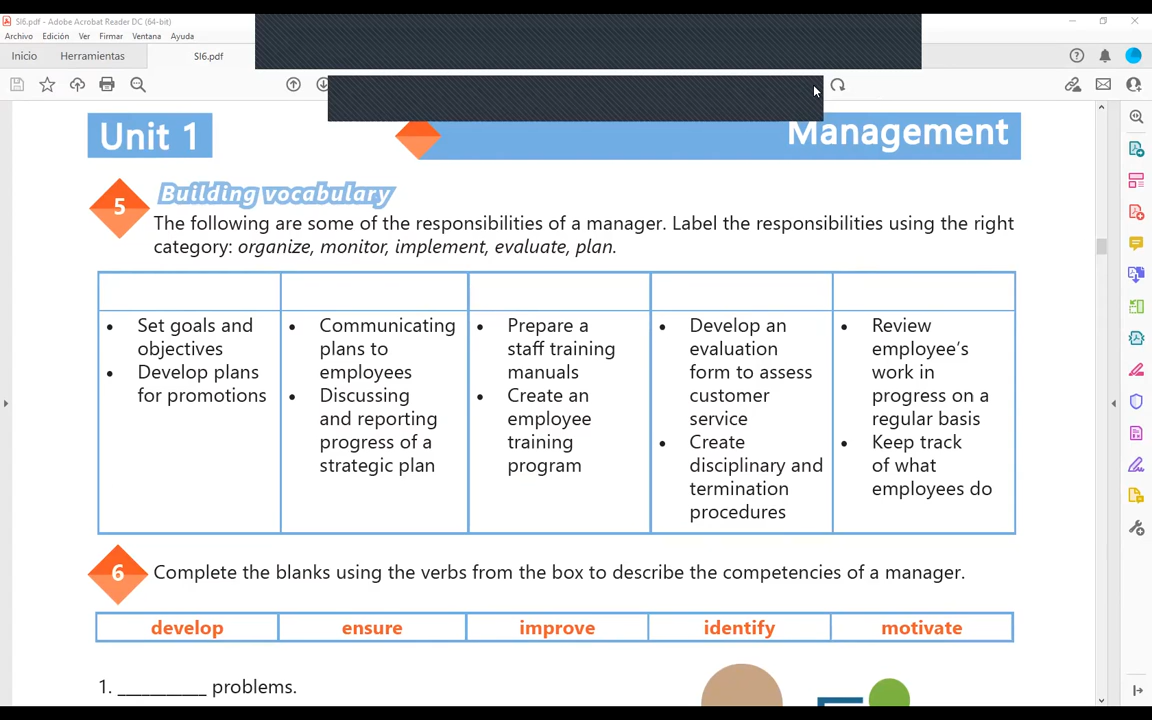 SI6.pdf - Adobe Acrobat Reader DC (64-bit)
Archivo Edición Ver Firmar Ventana Ayuda
Inicio Herramientas SI6.pdf
Unit 1
Management
5
Building vocabulary
The following are some of the responsibilities of a manager. Label the responsibilities using the right
category: organize, monitor, implement, evaluate, plan.
• Set goals and
objectives
• Develop plans
for promotions
• Communicating
plans to
employees
• Discussing
and reporting
progress of a
strategic plan
• Prepare a
staff training
manuals
• Create an
employee
training
program
• Develop an
evaluation
form to assess
customer
service
• Create
disciplinary and
termination
procedures
• Review
employee's
work in
progress on a
regular basis
• Keep track
of what
employees do
6
Complete the blanks using the verbs from the box to describe the competencies of a manager.
develop ensure improve identify motivate
1. ___________ problems.